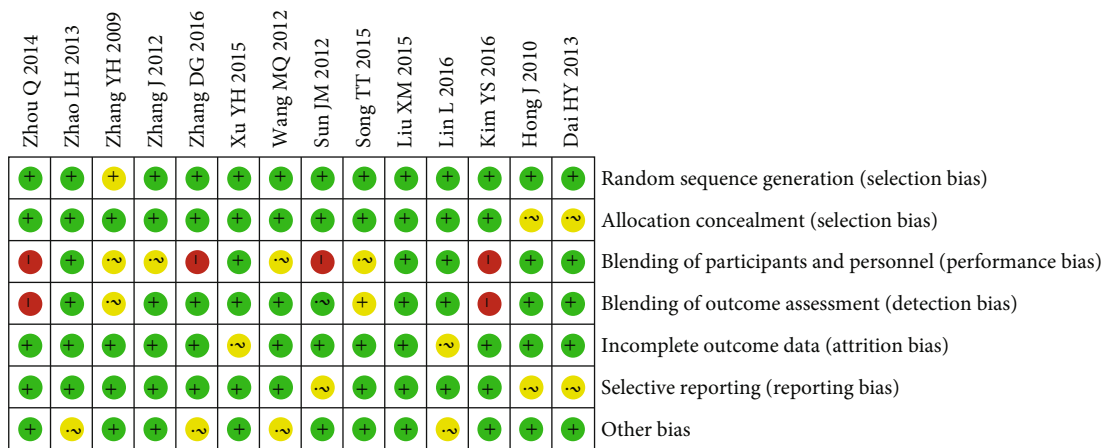 Zhou Q 2014
Zhao LH 2013
Zhang YH 2009
Zhang J 2012
Zhang DG 2016
Xu YH 2015
Wang MQ 2012
Sun JM 2012
Song TT 2015
Liu XM 2015
Lin L 2016
Kim YS 2016
Hong J 2010
Dai HY 2013
+ + + + + + + + + + + + + + Random sequence generation (selection bias)
+ + + + + + + + + + + + ? ? Allocation concealment (selection bias)
– + ? ? – + ? – ? + + – + + Blending of participants and personnel (performance bias)
– + ? + + + + ? + + + – + + Blending of outcome assessment (detection bias)
+ + + + + ? + + + + ? + + + Incomplete outcome data (attrition bias)
+ + + + + + + ? + + + + ? ? Selective reporting (reporting bias)
+ ? + + ? + ? + + + ? + + + Other bias